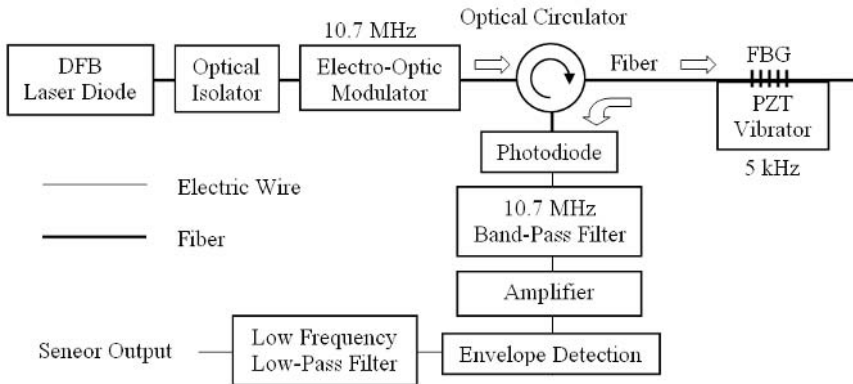 Optical Circulator
10.7 MHz
DFB
Laser Diode
Optical
Isolator
Electro-Optic
Modulator
Fiber
FBG
PZT
Vibrator
5 kHz
Photodiode
Electric Wire
Fiber
10.7 MHz
Band-Pass Filter
Amplifier
Seneor Output
Low Frequency
Low-Pass Filter
Envelope Detection